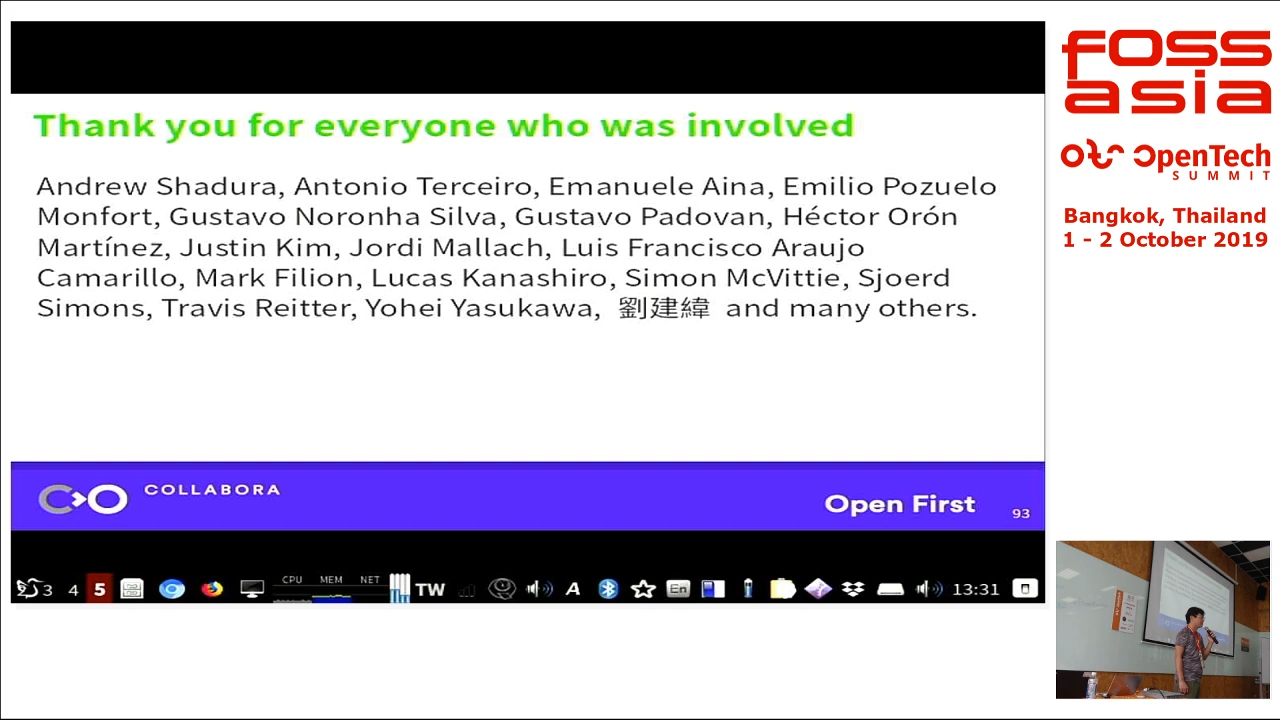 Thank you for everyone who was involved
Andrew Shadura, Antonio Terceiro, Emanuele Aina, Emilio Pozuelo
Monfort, Gustavo Noronha Silva, Gustavo Padovan, Héctor Orón
Martínez, Justin Kim, Jordi Mallach, Luis Francisco Araujo
Camarillo, Mark Filion, Lucas Kanashiro, Simon McVittie, Sjoerd
Simons, Travis Reitter, Yohei Yasukawa, 劉建緯 and many others.
COLLABORA
Open First
93
3 4 5 CPU MEM NET TW A En 13:31
FOSS
asia
OpenTech
SUMMIT
Bangkok, Thailand
1 - 2 October 2019